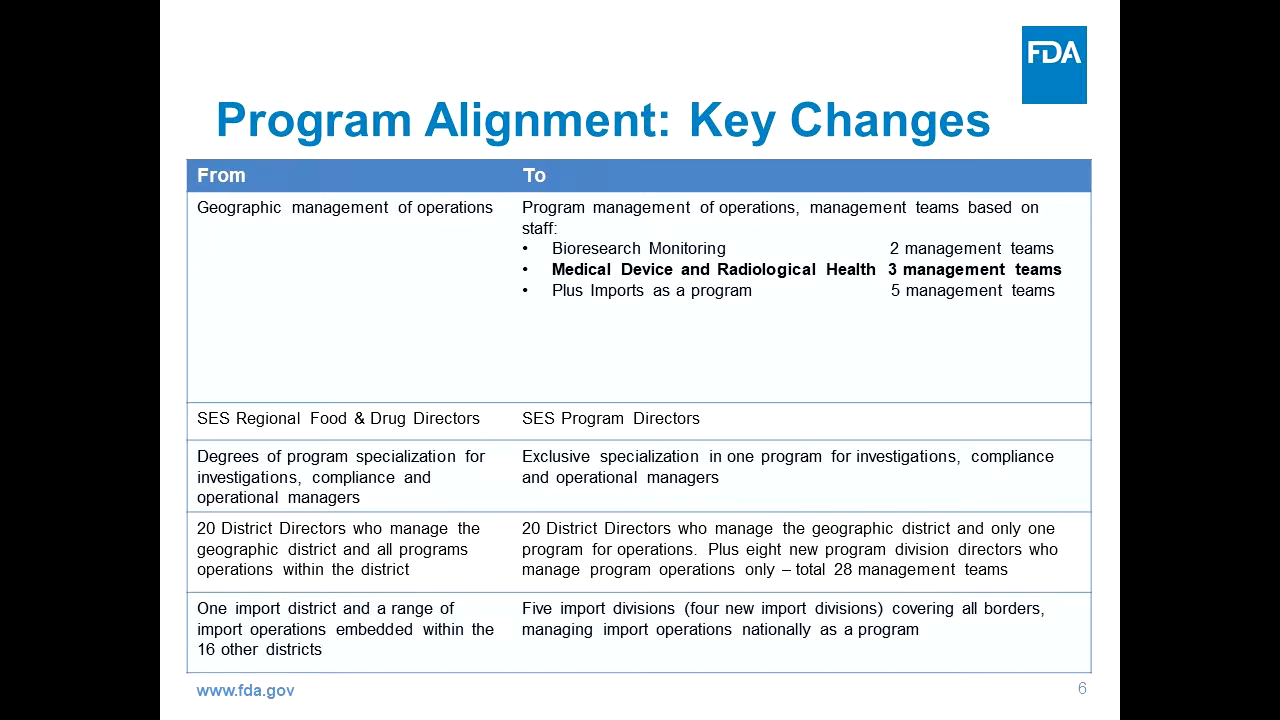 FDA
Program Alignment: Key Changes
From To
Geographic management of operations
Program management of operations, management teams based on
staff:
• Bioresearch Monitoring 2 management teams
• Medical Device and Radiological Health 3 management teams
• Plus Imports as a program 5 management teams
SES Regional Food & Drug Directors
SES Program Directors
Degrees of program specialization for
investigations, compliance and
operational managers
Exclusive specialization in one program for investigations, compliance
and operational managers
20 District Directors who manage the
geographic district and all programs
operations within the district
20 District Directors who manage the geographic district and only one
program for operations. Plus eight new program division directors who
manage program operations only – total 28 management teams
One import district and a range of
import operations embedded within the
16 other districts
Five import divisions (four new import divisions) covering all borders,
managing import operations nationally as a program
www.fda.gov
6